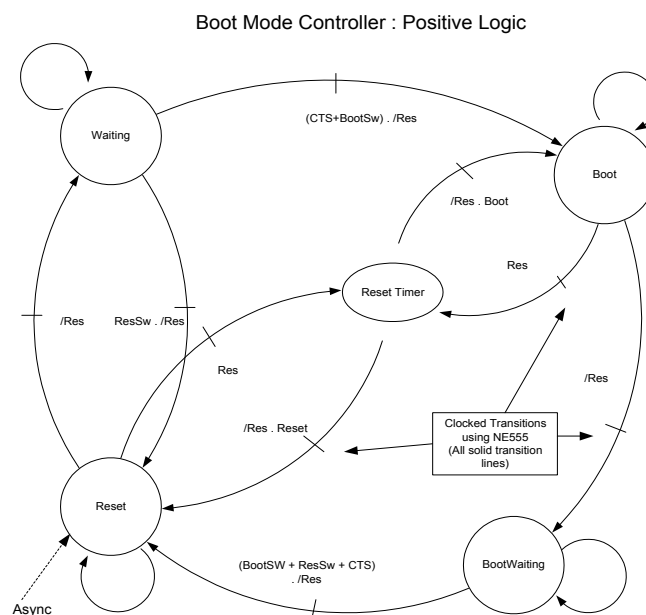 Boot Mode Controller : Positive Logic
Waiting
(CTS+BootSw) . /Res
Boot
/Res . Boot
Res
Reset Timer
/Res
ResSw . /Res
Res
/Res
/Res . Reset
Clocked Transitions
using NE555
(All solid transition
lines)
Reset
(BootSW + ResSw + CTS)
. /Res
BootWaiting
Async